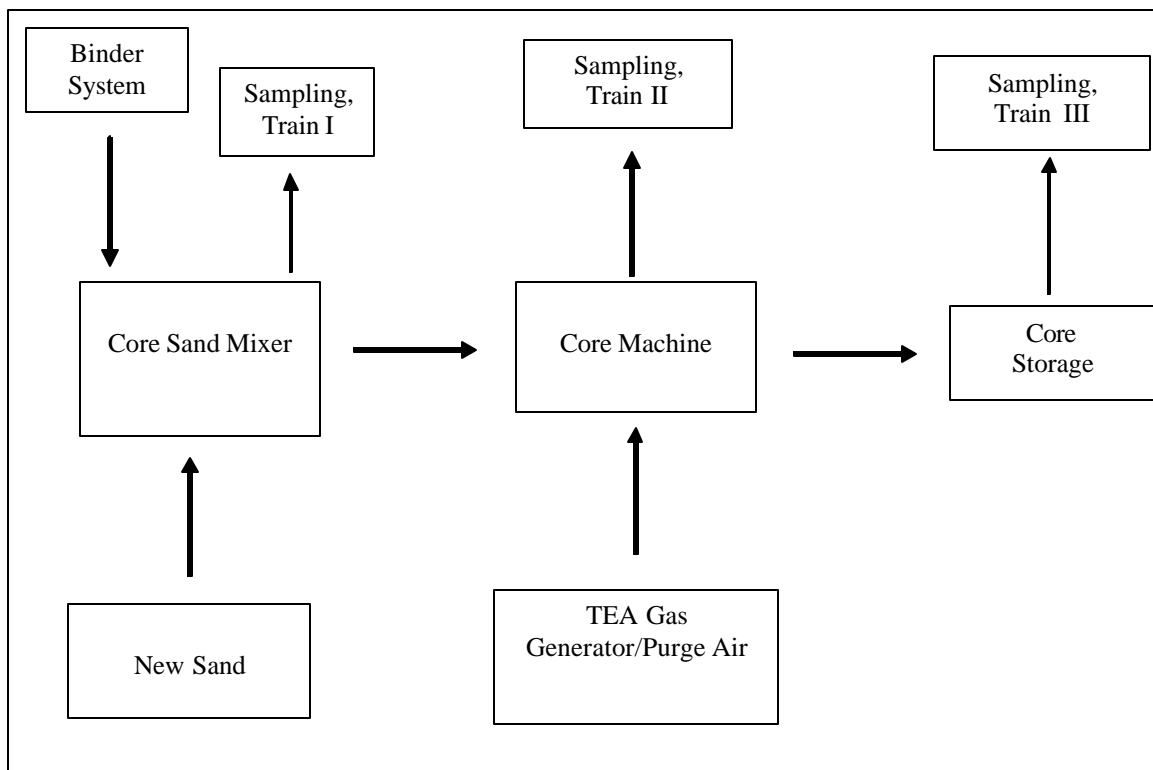 Binder
System
Sampling,
Train I
Sampling,
Train II
Sampling,
Train III
Core Sand Mixer
Core Machine
Core
Storage
New Sand
TEA Gas
Generator/Purge Air